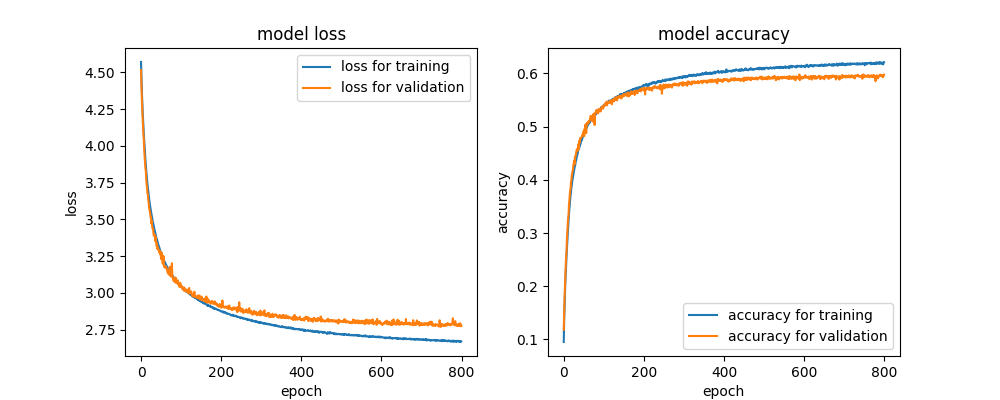 model loss
4.50
4.25
4.00
3.75
3.50
3.25
3.00
2.75
loss
0 200 400 600 800
epoch
loss for training
loss for validation
model accuracy
0.6
0.5
0.4
0.3
0.2
0.1
accuracy
0 200 400 600 800
epoch
accuracy for training
accuracy for validation